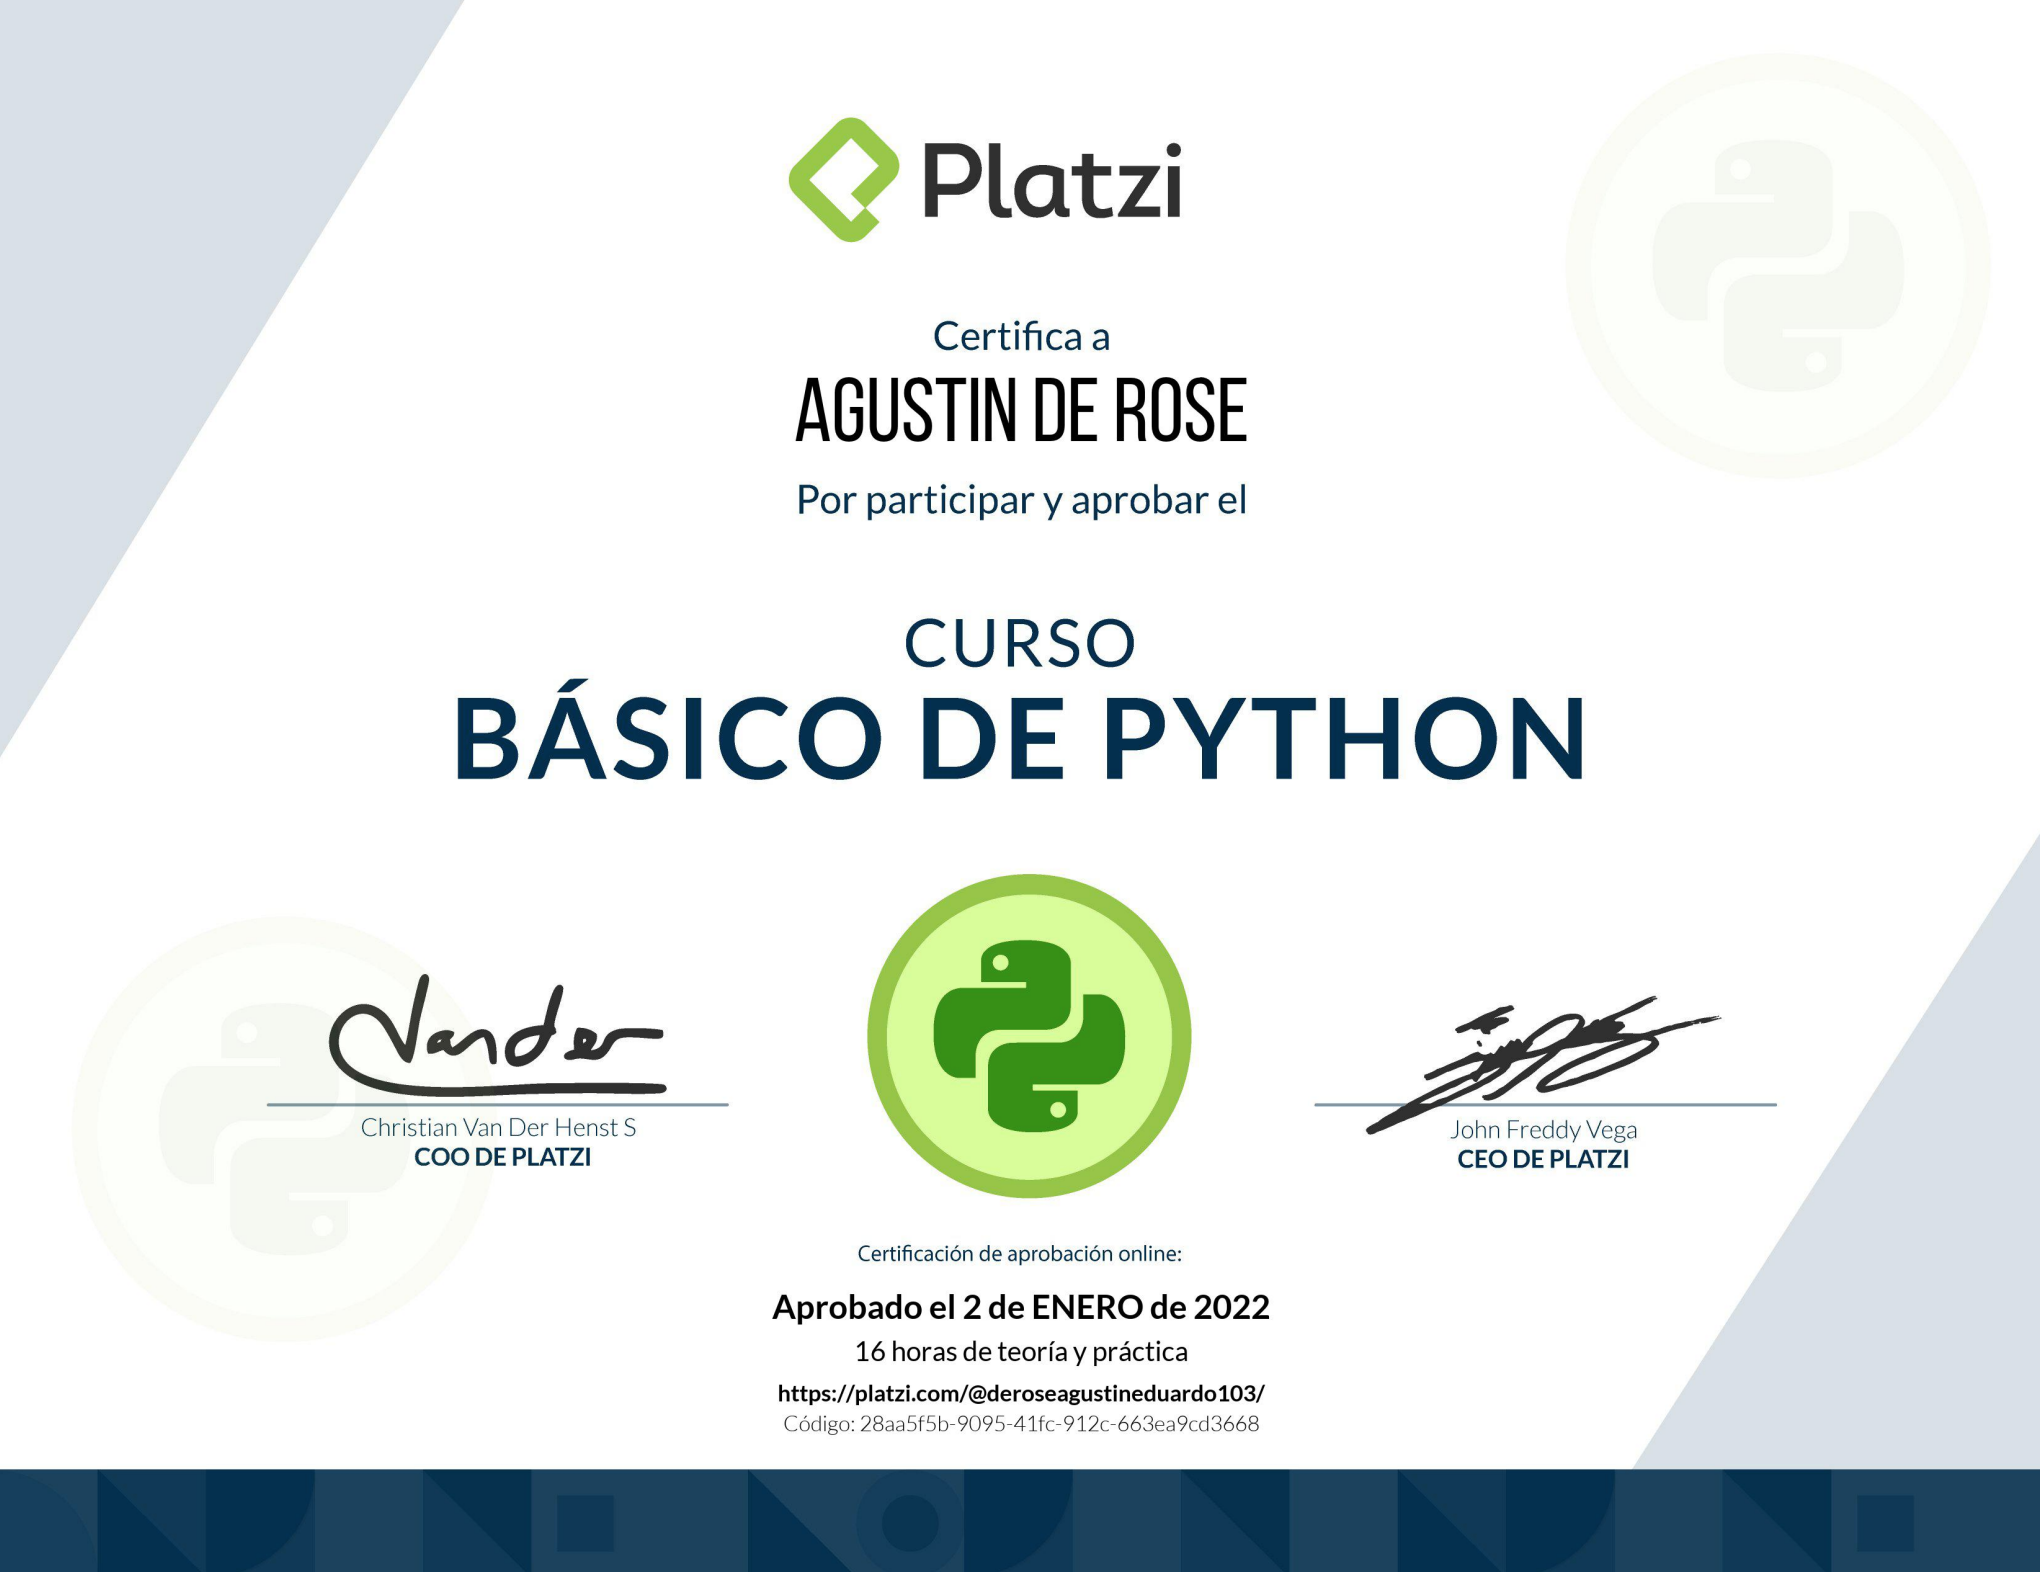 Platzi
Certifica a
AGUSTIN DE ROSE
Por participar y aprobar el
CURSO
BÁSICO DE PYTHON
Vander
Christian Van Der Henst S
COO DE PLATZI
John Freddy Vega
CEO DE PLATZI
Certificación de aprobación online:
Aprobado el 2 de ENERO de 2022
16 horas de teoría y práctica
https://platzi.com/@deroseagustineduardo103/
Código: 28aa5f5b-9095-41fc-912c-663ea9cd3668